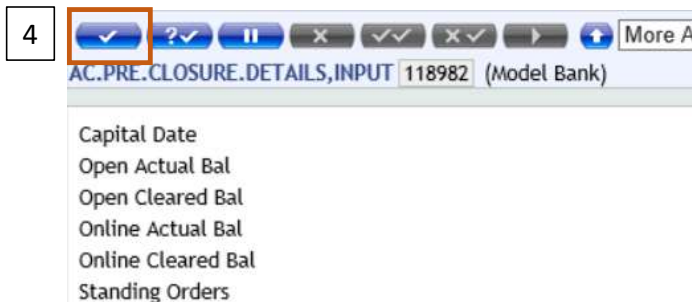 4
More A
AC.PRE.CLOSURE.DETAILS,INPUT 118982 (Model Bank)
Capital Date
Open Actual Bal
Open Cleared Bal
Online Actual Bal
Online Cleared Bal
Standing Orders